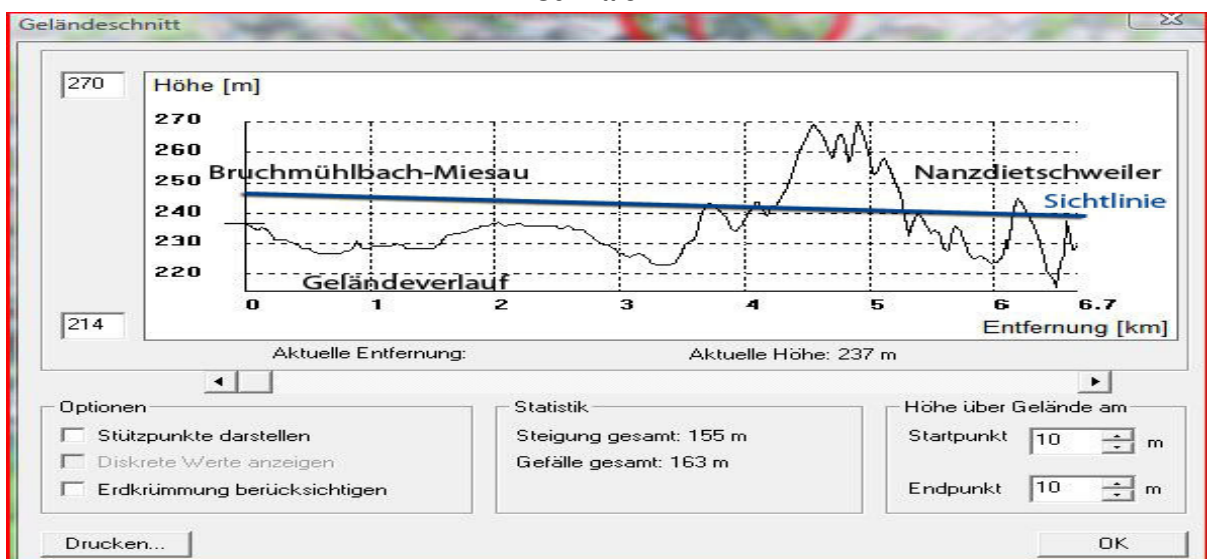 Geländeschnitt
270
Höhe [m]
270
260
250
240
230
220
Bruchmühlbach-Miesau
Nanzdietschweiler
Sichtlinie
Geländeverlauf
0 1 2 3 4 5 6 6.7
214
Entfernung [km]
Aktuelle Entfernung: Aktuelle Höhe: 237 m
Optionen
Stützpunkte darstellen
Diskrete Werte anzeigen
Erdkrümmung berücksichtigen
Statistik
Steigung gesamt: 155 m
Gefälle gesamt: 163 m
Höhe über Gelände am
Startpunkt 10 m
Endpunkt 10 m
Drucken...
OK